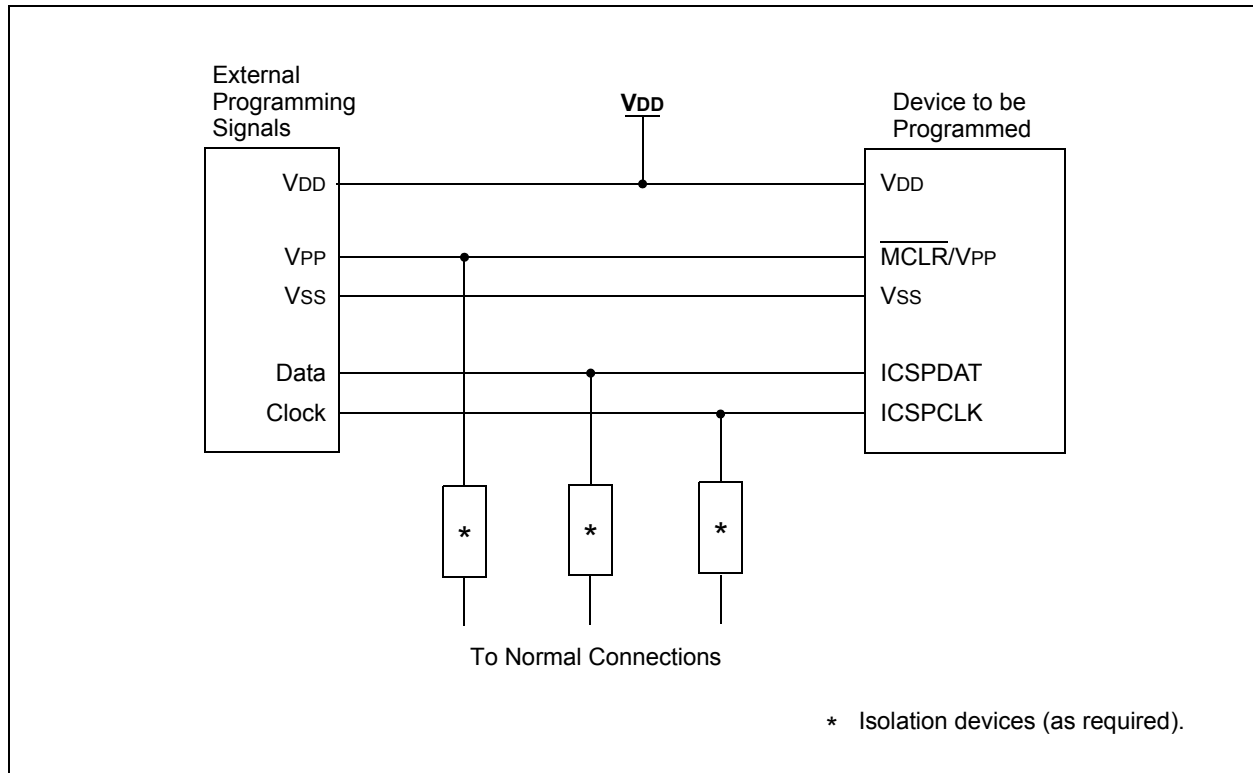 External
Programming
Signals
VDD
Device to be
Programmed
VDD
VPP
VSS
Data
Clock
VDD
MCLR/VPP
VSS
ICSPDAT
ICSPCLK
*
*
*
To Normal Connections
* Isolation devices (as required).